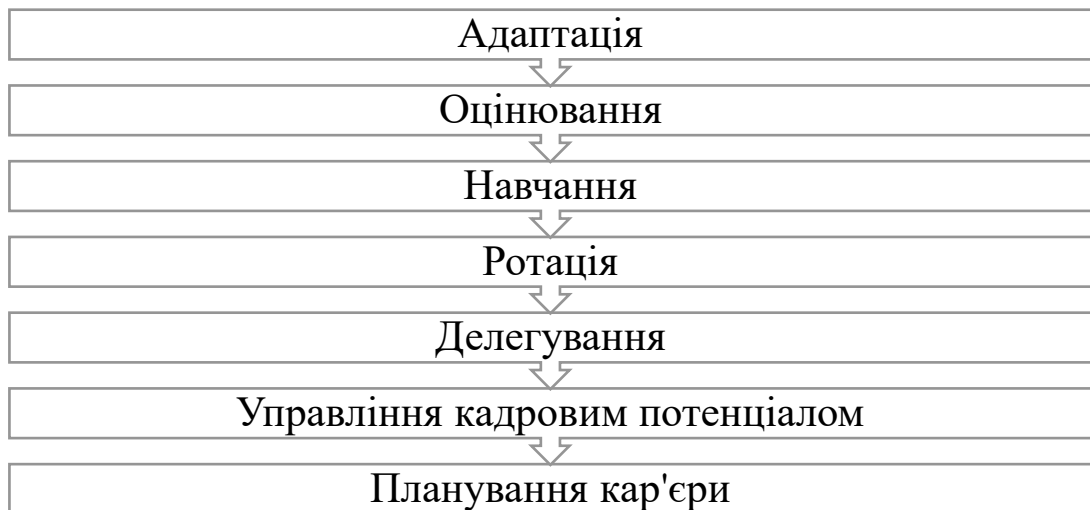 Адаптація
Оцінювання
Навчання
Ротація
Делегування
Управління кадровим потенціалом
Планування кар'єри